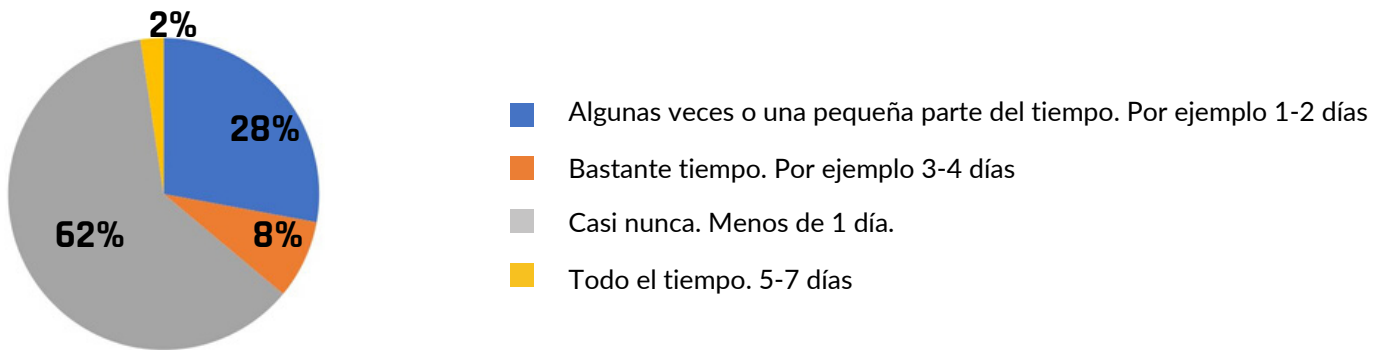 2%
28%
8%
62%
Algunas veces o una pequeña parte del tiempo. Por ejemplo 1-2 días
Bastante tiempo. Por ejemplo 3-4 días
Casi nunca. Menos de 1 día.
Todo el tiempo. 5-7 días